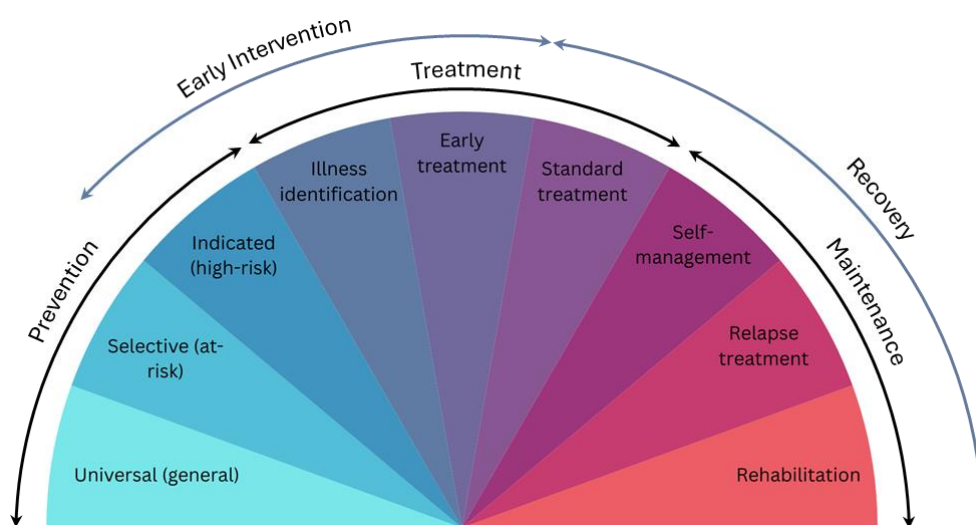 Early Intervention
Treatment
Recovery
Prevention
Maintenance
Universal (general)
Selective (at-
risk)
Indicated
(high-risk)
Illness
identification
Early
treatment
Standard
treatment
Self-
management
Relapse
treatment
Rehabilitation